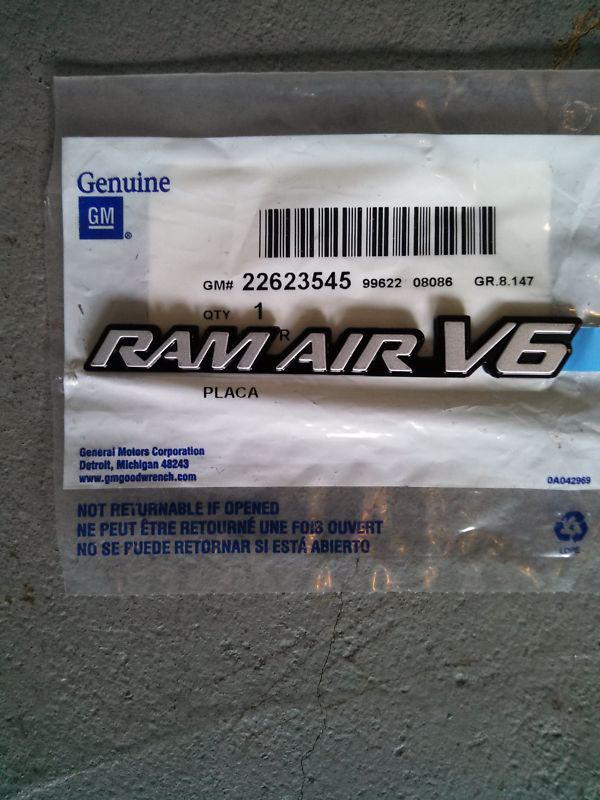 Genuine
GM ®
GM# 22623545 99622 08086 GR.8.147
QTY 1
R
RAM AIR V6
PLACA
General Motors Corporation
Detroit, Michigan 48243
www.gmgoodwrench.com
0A042969
NOT RETURNABLE IF OPENED
NE PEUT ÊTRE RETOURNÉ UNE FOIS OUVERT
NO SE PUEDE RETORNAR SI ESTÁ ABIERTO
4
LDPE